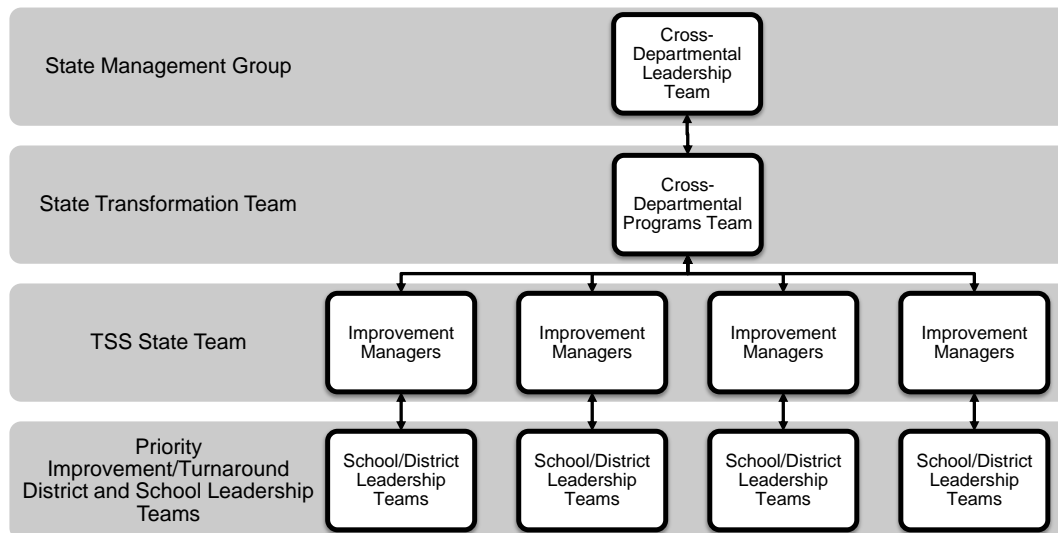 State Management Group
Cross-
Departmental
Leadership
Team
State Transformation Team
Cross-
Departmental
Programs Team
TSS State Team
Improvement
Managers
Improvement
Managers
Improvement
Managers
Improvement
Managers
Priority
Improvement/Turnaround
District and School Leadership
Teams
School/District
Leadership
Teams
School/District
Leadership
Teams
School/District
Leadership
Teams
School/District
Leadership
Teams